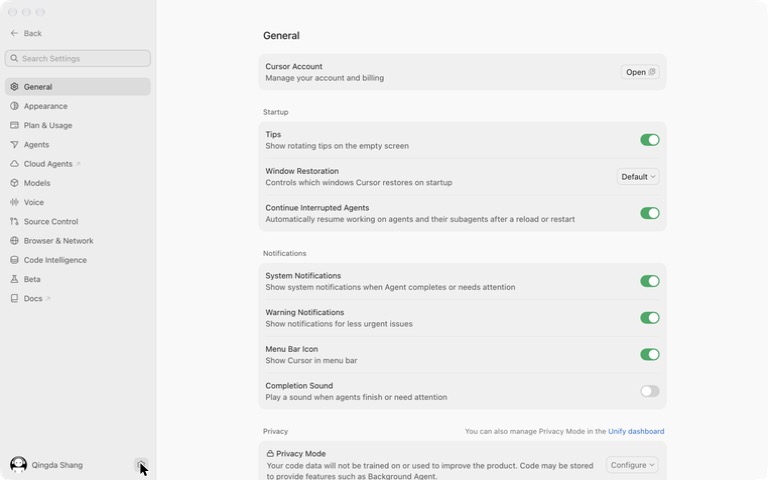 Back
Search Settings
General
Appearance
Plan & Usage
Agents
Cloud Agents
Models
Voice
Source Control
Browser & Network
Code Intelligence
Beta
Docs
Qingda Shang
General
Cursor Account
Manage your account and billing
Open
Startup
Tips
Show rotating tips on the empty screen
Window Restoration
Controls which windows Cursor restores on startup
Default
Continue Interrupted Agents
Automatically resume working on agents and their subagents after a reload or restart
Notifications
System Notifications
Show system notifications when Agent completes or needs attention
Warning Notifications
Show notifications for less urgent issues
Menu Bar Icon
Show Cursor in menu bar
Completion Sound
Play a sound when agents finish or need attention
Privacy
You can also manage Privacy Mode in the Unify dashboard
Privacy Mode
Your code data will not be trained on or used to improve the product. Code may be stored
to provide features such as Background Agent.
Configure